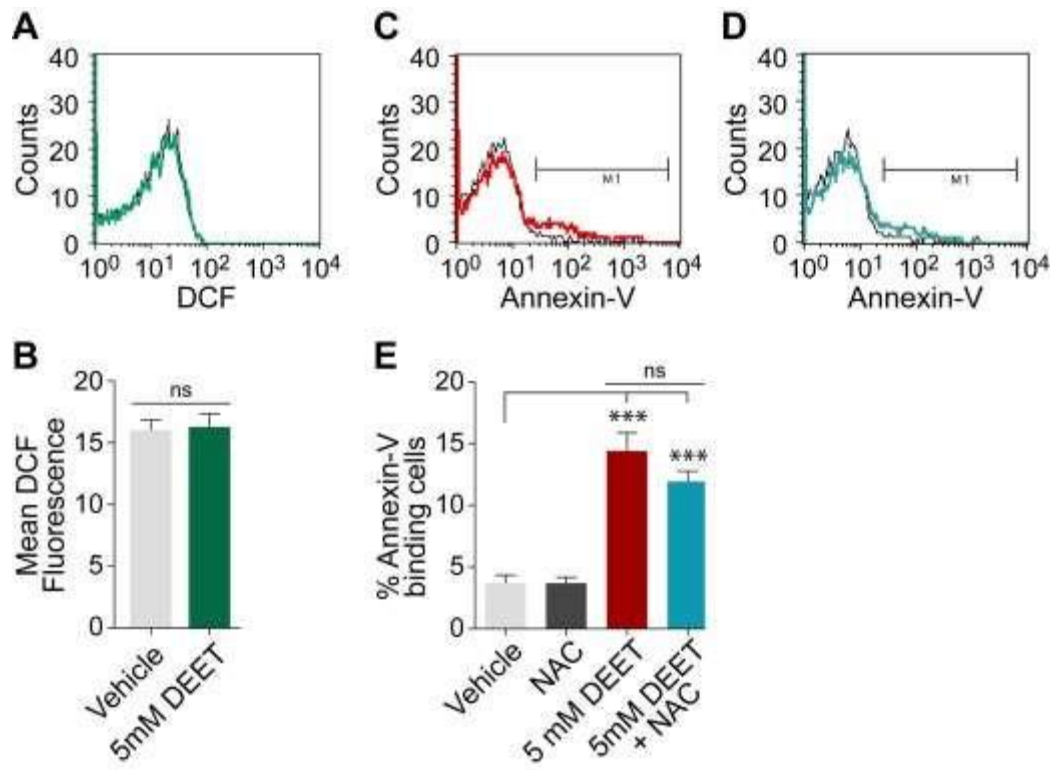 A
40
30
20
10
0
Counts
10⁰ 10¹ 10² 10³ 10⁴
DCF
C
40
30
20
10
0
Counts
M1
10⁰ 10¹ 10² 10³ 10⁴
Annexin-V
D
40
30
20
10
0
Counts
M1
10⁰ 10¹ 10² 10³ 10⁴
Annexin-V
B
20
15
10
5
0
Mean DCF
Fluorescence
ns
Vehicle
5mM DEET
E
20
15
10
5
0
% Annexin-V
binding cells
ns
***
***
Vehicle
NAC
5 mM DEET
5mM DEET
+ NAC